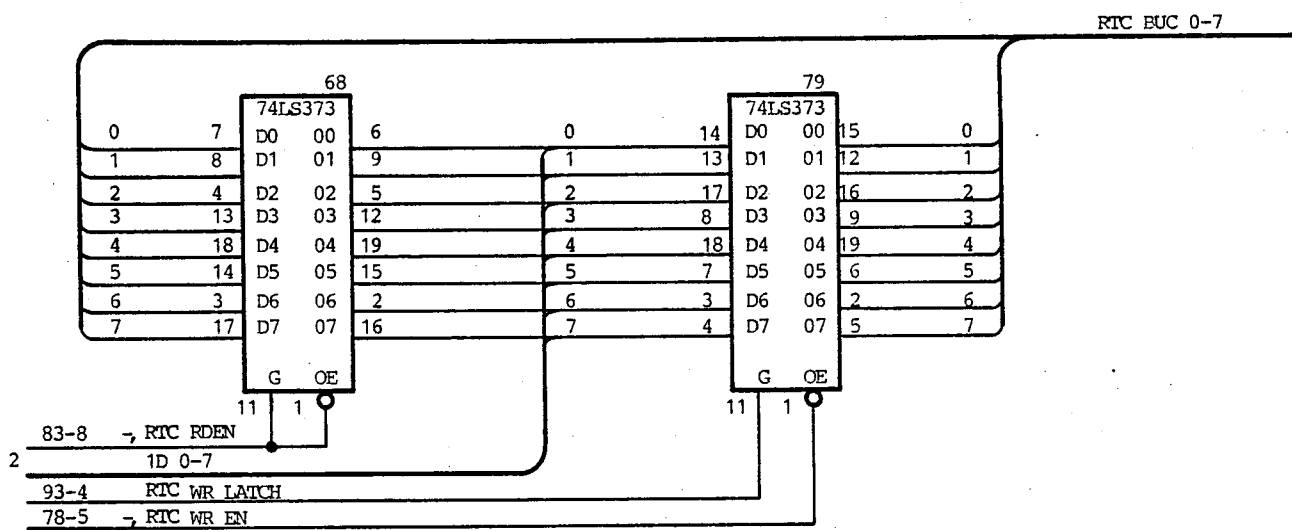 RTC BUC 0-7
68 79
74LS373 74LS373
0 7 D0 00 6 0 14 D0 00 15 0
1 8 D1 01 9 1 13 D1 01 12 1
2 4 D2 02 5 2 17 D2 02 16 2
3 13 D3 03 12 3 8 D3 03 9 3
4 18 D4 04 19 4 18 D4 04 19 4
5 14 D5 05 15 5 7 D5 05 6 5
6 3 D6 06 2 6 3 D6 06 2 6
7 17 D7 07 16 7 4 D7 07 5 7
G OE G OE
11 1 11 1
83-8 ¬, RTC RDEN
2 1D 0-7
93-4 RTC WR LATCH
78-5 ¬, RTC WR EN